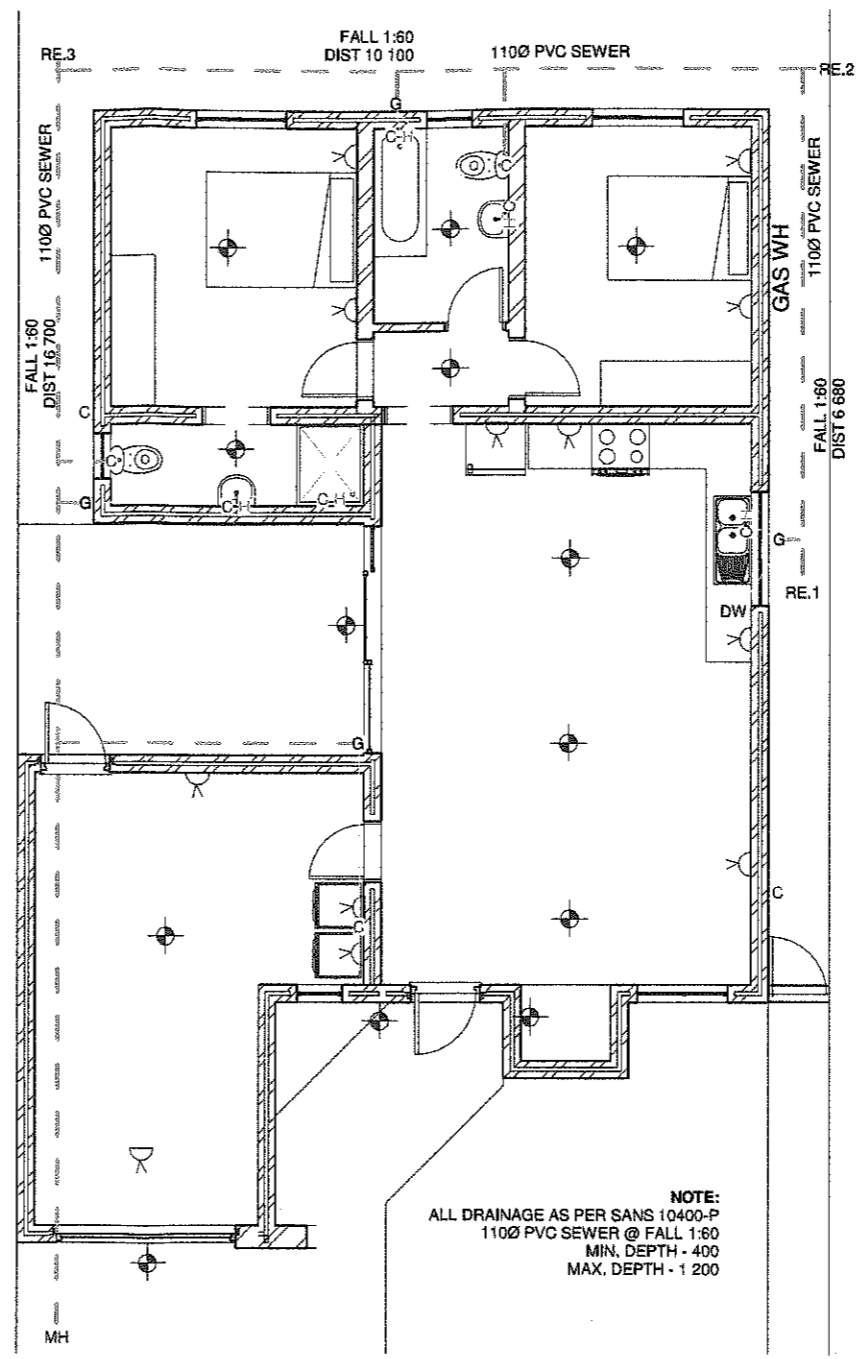 FALL 1:60
DIST 10 100
110Ø PVC SEWER
RE.3
RE.2
G
C-H
C
C
110Ø PVC SEWER
110Ø PVC SEWER
GAS WH
FALL 1:60
DIST 16 700
FALL 1:60
DIST 6 680
C
C
G
C-H
C-H
C-H
G
RE.1
DW
G
C
C
NOTE:
ALL DRAINAGE AS PER SANS 10400-P
110Ø PVC SEWER @ FALL 1:60
MIN, DEPTH - 400
MAX, DEPTH - 1 200
MH